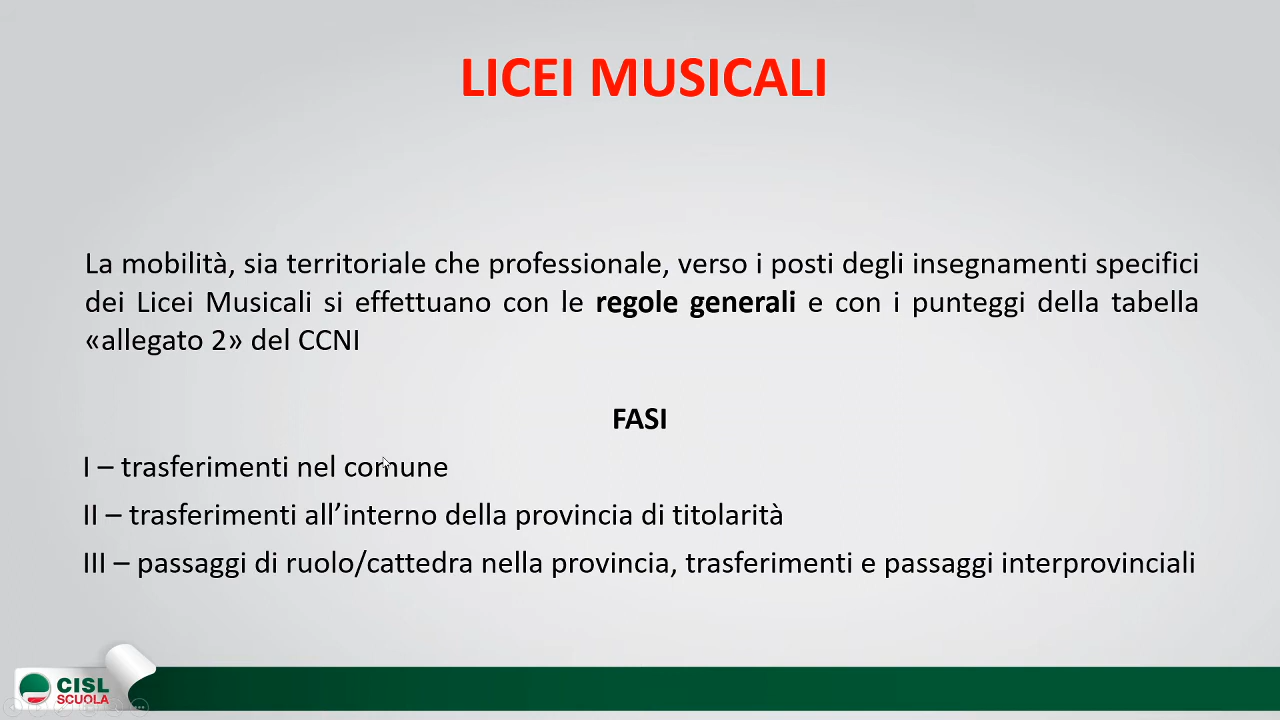 LICEI MUSICALI
La mobilità, sia territoriale che professionale, verso i posti degli insegnamenti specifici
dei Licei Musicali si effettuano con le regole generali e con i punteggi della tabella
«allegato 2» del CCNI
FASI
I – trasferimenti nel comune
II – trasferimenti all’interno della provincia di titolarità
III – passaggi di ruolo/cattedra nella provincia, trasferimenti e passaggi interprovinciali
CISL
SCUOLA